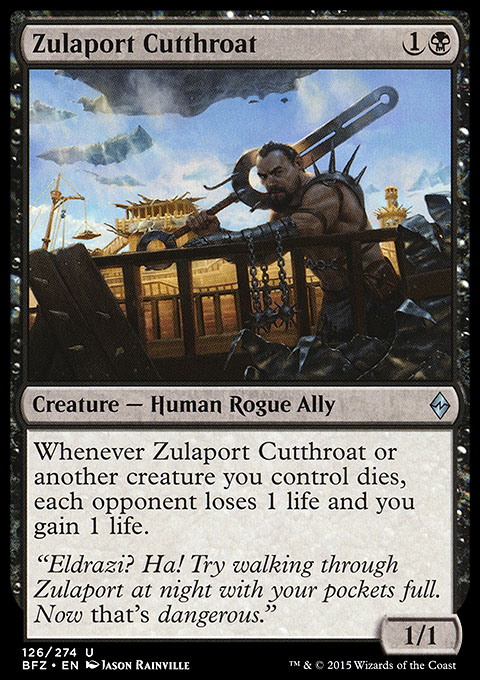 Zulaport Cutthroat 1
Creature — Human Rogue Ally
Whenever Zulaport Cutthroat or
another creature you control dies,
each opponent loses 1 life and you
gain 1 life.
“Eldrazi? Ha! Try walking through
Zulaport at night with your pockets full.
Now that’s dangerous.”
1/1
126/274 U
BFZ • EN Jason Rainville
™ & © 2015 Wizards of the Coast